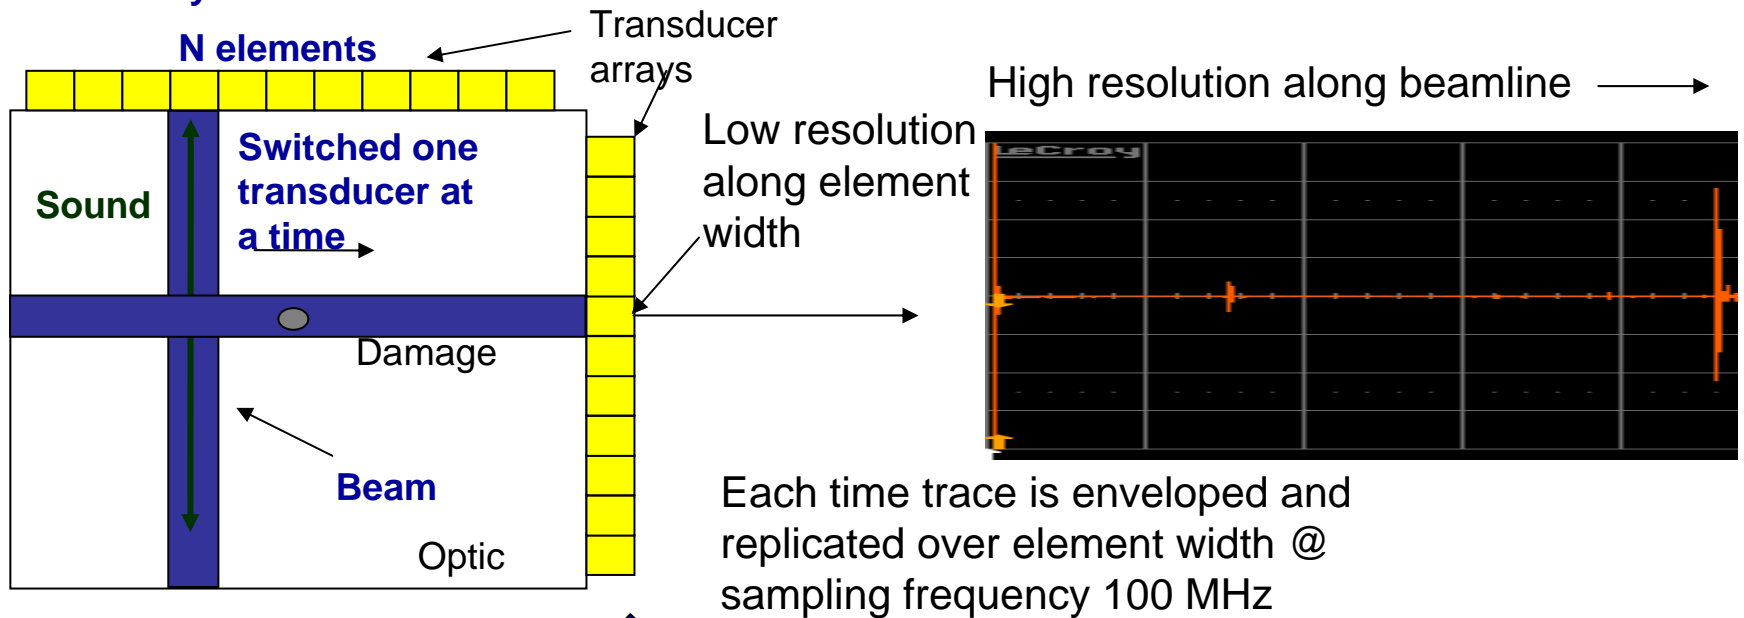 N elements
Transducer
arrays
High resolution along beamline
Low resolution
along element
width
Switched one
transducer at
a time
Sound
LeCroy
Damage
Beam
Optic
Each time trace is enveloped and
replicated over element width @
sampling frequency 100 MHz